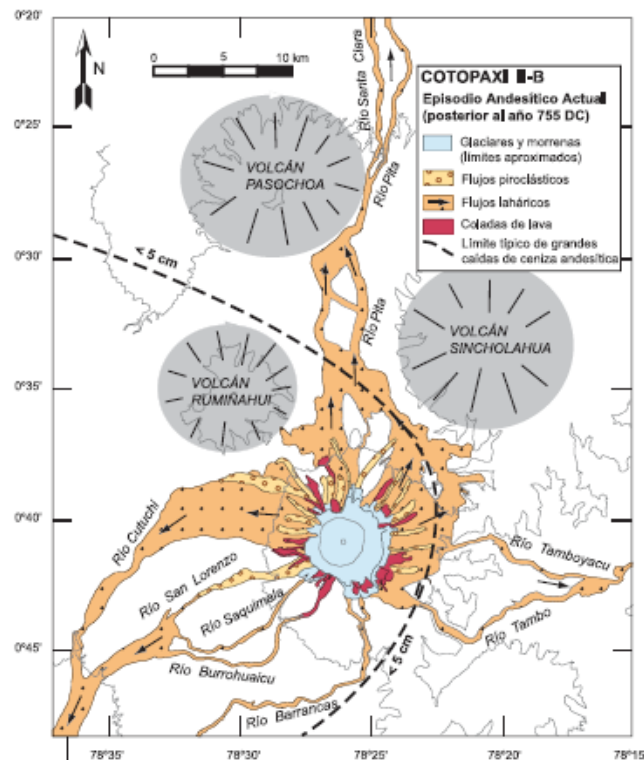 0°20'
0°25'
0°30'
0°35'
0°40'
0°45'
N
0 5 10 km
Río Santa Clara
COTOPAXI II-B
Episodio Andesítico Actual
(posterior al año 755 DC)
Glaciares y morrenas
(límites aproximados)
Flujos piroclásticos
Flujos laháricos
Coladas de lava
Límite típico de grandes
caídas de ceniza andesítica
VOLCÁN
PASOCHOA
Río Pita
< 5 cm
Río Pita
VOLCÁN
SINCHOLAHUA
VOLCÁN
RUMIÑAHUI
Río Cutuchi
Río San Lorenzo
Río Saquimala
Río Burrohuaicu
Río Barrancas
< 5 cm
Río Tamboyacu
Río Tambo
78°35'
78°30'
78°25'
78°20'
78°15'